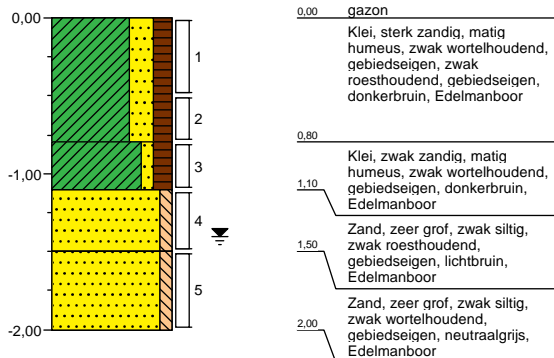 0,00
-1,00
-2,00
1
2
3
4
5
0,00
gazon
Klei, sterk zandig, matig
humeus, zwak wortelhoudend,
gebiedseigen, zwak
roesthoudend, gebiedseigen,
donkerbruin, Edelmanboor
0,80
Klei, zwak zandig, matig
humeus, zwak wortelhoudend,
gebiedseigen, donkerbruin,
Edelmanboor
1,10
Zand, zeer grof, zwak siltig,
zwak roesthoudend,
gebiedseigen, lichtbruin,
Edelmanboor
1,50
Zand, zeer grof, zwak siltig,
zwak wortelhoudend,
gebiedseigen, neutraalgrijs,
Edelmanboor
2,00